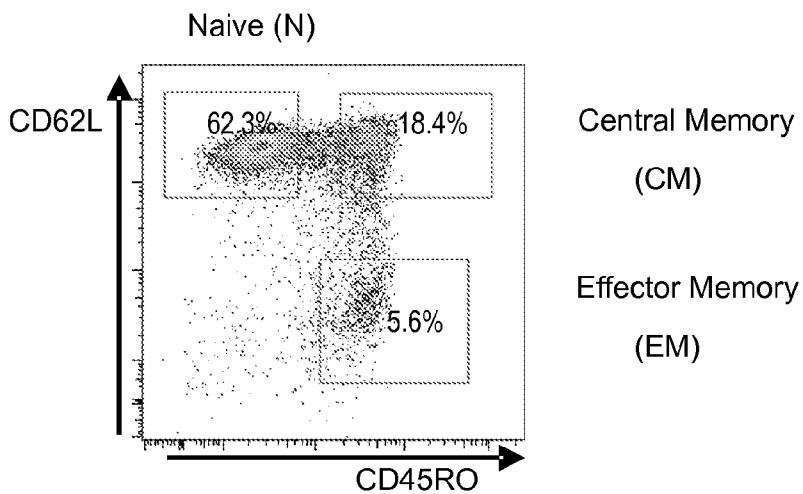 Naive (N)
CD62L
62.3%
18.4%
Central Memory
(CM)
Effector Memory
(EM)
5.6%
CD45RO